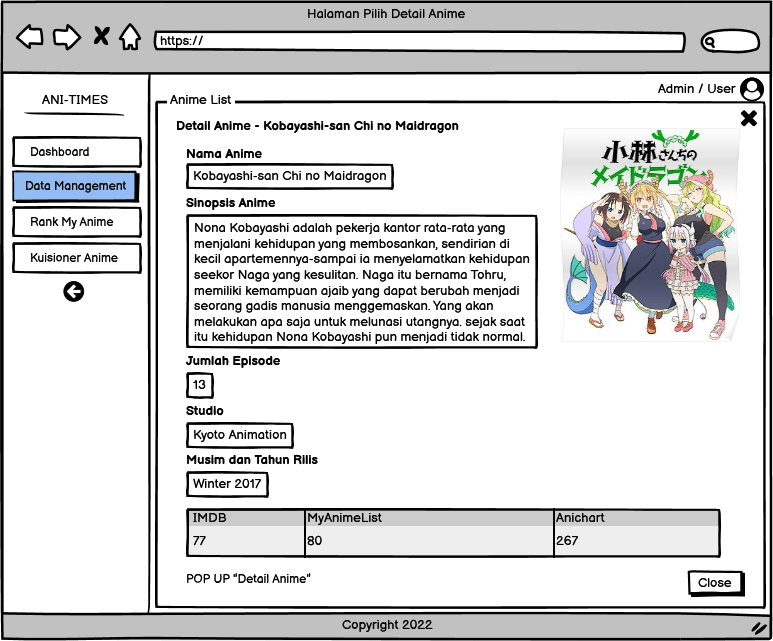 Halaman Pilih Detail Anime
https://
Admin / User
ANI-TIMES
Dashboard
Data Management
Rank My Anime
Kuisioner Anime
Anime List
Detail Anime - Kobayashi-san Chi no Maidragon
Nama Anime
Kobayashi-san Chi no Maidragon
Sinopsis Anime
Nona Kobayashi adalah pekerja kantor rata-rata yang
menjalani kehidupan yang membosankan, sendirian di
kecil apartemennya-sampai ia menyelamatkan kehidupan
seekor Naga yang kesulitan. Naga itu bernama Tohru,
memiliki kemampuan ajaib yang dapat berubah menjadi
seorang gadis manusia menggemaskan. Yang akan
melakukan apa saja untuk melunasi utangnya. sejak saat
itu kehidupan Nona Kobayashi pun menjadi tidak normal.
小林さんちの
メイドラゴン
Jumlah Episode
13
Studio
Kyoto Animation
Musim dan Tahun Rilis
Winter 2017
IMDB MyAnimeList Anichart
77 80 267
POP UP "Detail Anime"
Close
Copyright 2022